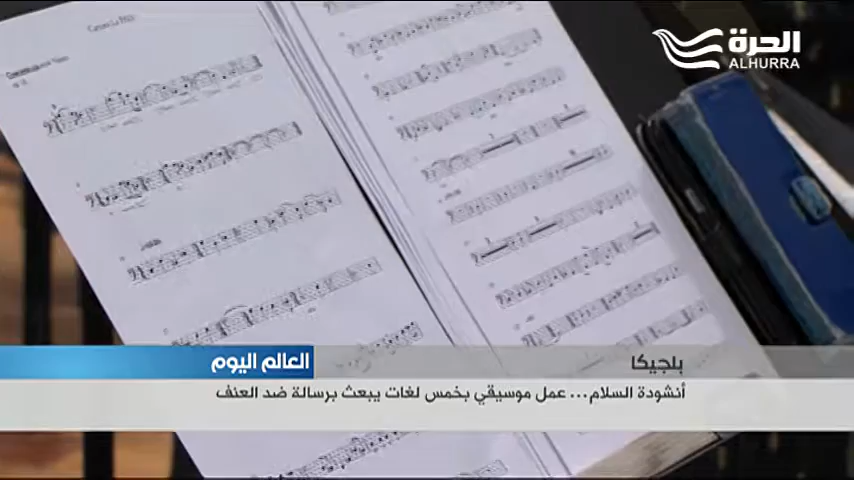 الحرة
ALHURRA
بلجيكا
العالم اليوم
أنشودة السلام... عمل موسيقي بخمس لغات يبعث برسالة ضد العنف